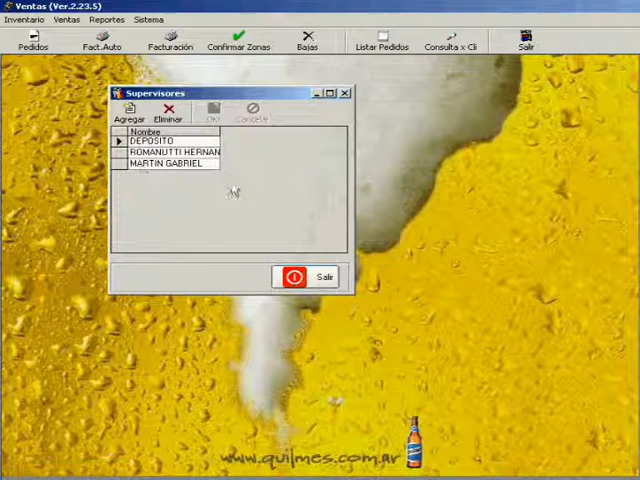 Ventas (Ver.2.23.5)
Inventario Ventas Reportes Sistema
Pedidos Fact.Auto Facturación Confirmar Zonas Bajas Listar Pedidos Consulta x Cli Salir
Supervisores
Agregar Eliminar OK! Cancelar
Nombre
DEPOSITO
ROMANUTTI HERNAN
MARTIN GABRIEL
Salir
www.quilmes.com.ar